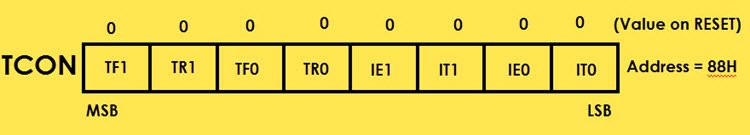 0 0 0 0 0 0 0 0 (Value on RESET)
TCON TF1 TR1 TF0 TR0 IE1 IT1 IE0 IT0 Address = 88H
MSB LSB